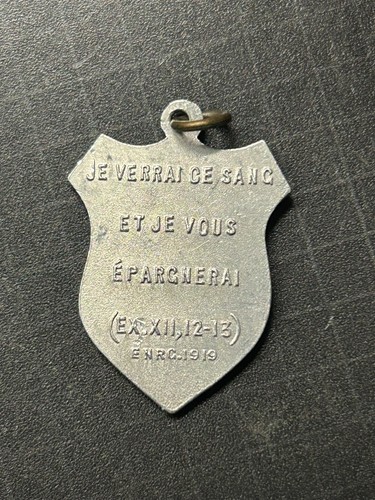 JE VERRAI CE SANG
ET JE VOUS
ÉPARGNERAI
(EX. XII, 12-13)
ENRG. 1919